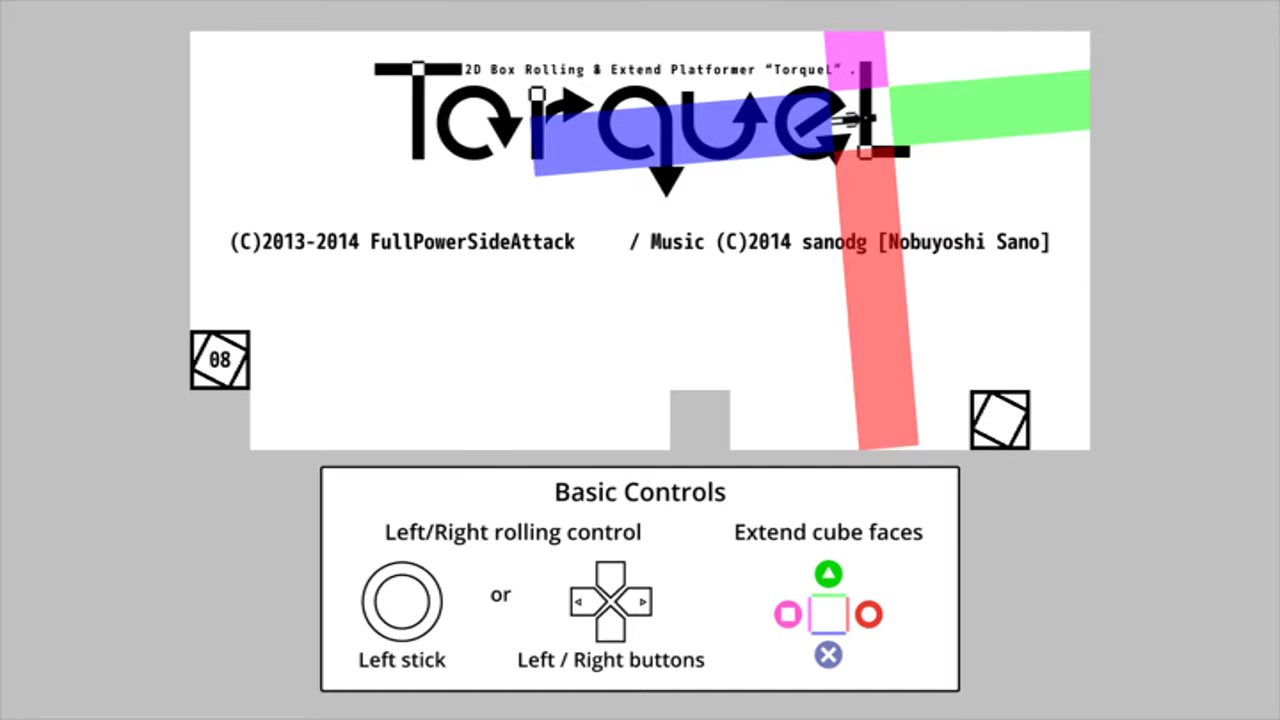 2D Box Rolling & Extend Platformer “TorqueL” .
TorqueL
(C)2013-2014 FullPowerSideAttack / Music (C)2014 sanodg [Nobuyoshi Sano]
08
Basic Controls
Left/Right rolling control Extend cube faces
or
Left stick Left / Right buttons